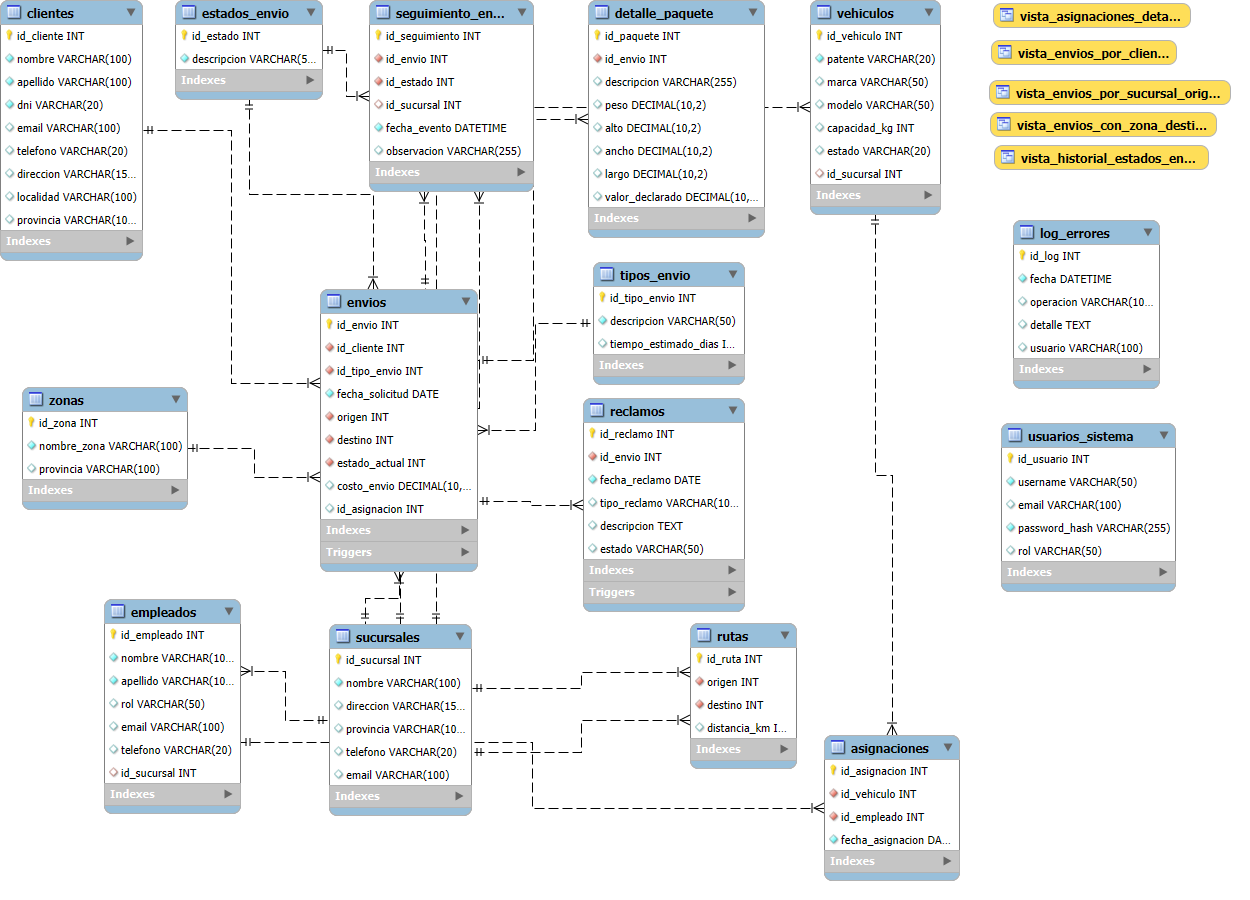 clientes
id_cliente INT
nombre VARCHAR(100)
apellido VARCHAR(100)
dni VARCHAR(20)
email VARCHAR(100)
telefono VARCHAR(20)
direccion VARCHAR(15...
localidad VARCHAR(100)
provincia VARCHAR(10...
Indexes
estados_envio
id_estado INT
descripcion VARCHAR(5...
Indexes
seguimiento_en...
id_seguimiento INT
id_envio INT
id_estado INT
id_sucursal INT
fecha_evento DATETIME
observacion VARCHAR(255)
Indexes
detalle_paquete
id_paquete INT
id_envio INT
descripcion VARCHAR(255)
peso DECIMAL(10,2)
alto DECIMAL(10,2)
ancho DECIMAL(10,2)
largo DECIMAL(10,2)
valor_declarado DECIMAL(10,...
Indexes
vehiculos
id_vehiculo INT
patente VARCHAR(20)
marca VARCHAR(50)
modelo VARCHAR(50)
capacidad_kg INT
estado VARCHAR(20)
id_sucursal INT
Indexes
vista_asignaciones_deta...
vista_envios_por_clien...
vista_envios_por_sucursal_orig...
vista_envios_con_zona_desti...
vista_historial_estados_en...
log_errores
id_log INT
fecha DATETIME
operacion VARCHAR(10...
detalle TEXT
usuario VARCHAR(100)
Indexes
tipos_envio
id_tipo_envio INT
descripcion VARCHAR(50)
tiempo_estimado_dias I...
Indexes
envios
id_envio INT
id_cliente INT
id_tipo_envio INT
fecha_solicitud DATE
origen INT
destino INT
estado_actual INT
costo_envio DECIMAL(10,...
id_asignacion INT
Indexes
Triggers
zonas
id_zona INT
nombre_zona VARCHAR(100)
provincia VARCHAR(100)
Indexes
reclamos
id_reclamo INT
id_envio INT
fecha_reclamo DATE
tipo_reclamo VARCHAR(10...
descripcion TEXT
estado VARCHAR(50)
Indexes
Triggers
usuarios_sistema
id_usuario INT
username VARCHAR(50)
email VARCHAR(100)
password_hash VARCHAR(255)
rol VARCHAR(50)
Indexes
empleados
id_empleado INT
nombre VARCHAR(10...
apellido VARCHAR(10...
rol VARCHAR(50)
email VARCHAR(100)
telefono VARCHAR(20)
id_sucursal INT
Indexes
sucursales
id_sucursal INT
nombre VARCHAR(100)
direccion VARCHAR(15...
provincia VARCHAR(10...
telefono VARCHAR(20)
email VARCHAR(100)
Indexes
rutas
id_ruta INT
origen INT
destino INT
distancia_km I...
Indexes
asignaciones
id_asignacion INT
id_vehiculo INT
id_empleado INT
fecha_asignacion DA...
Indexes